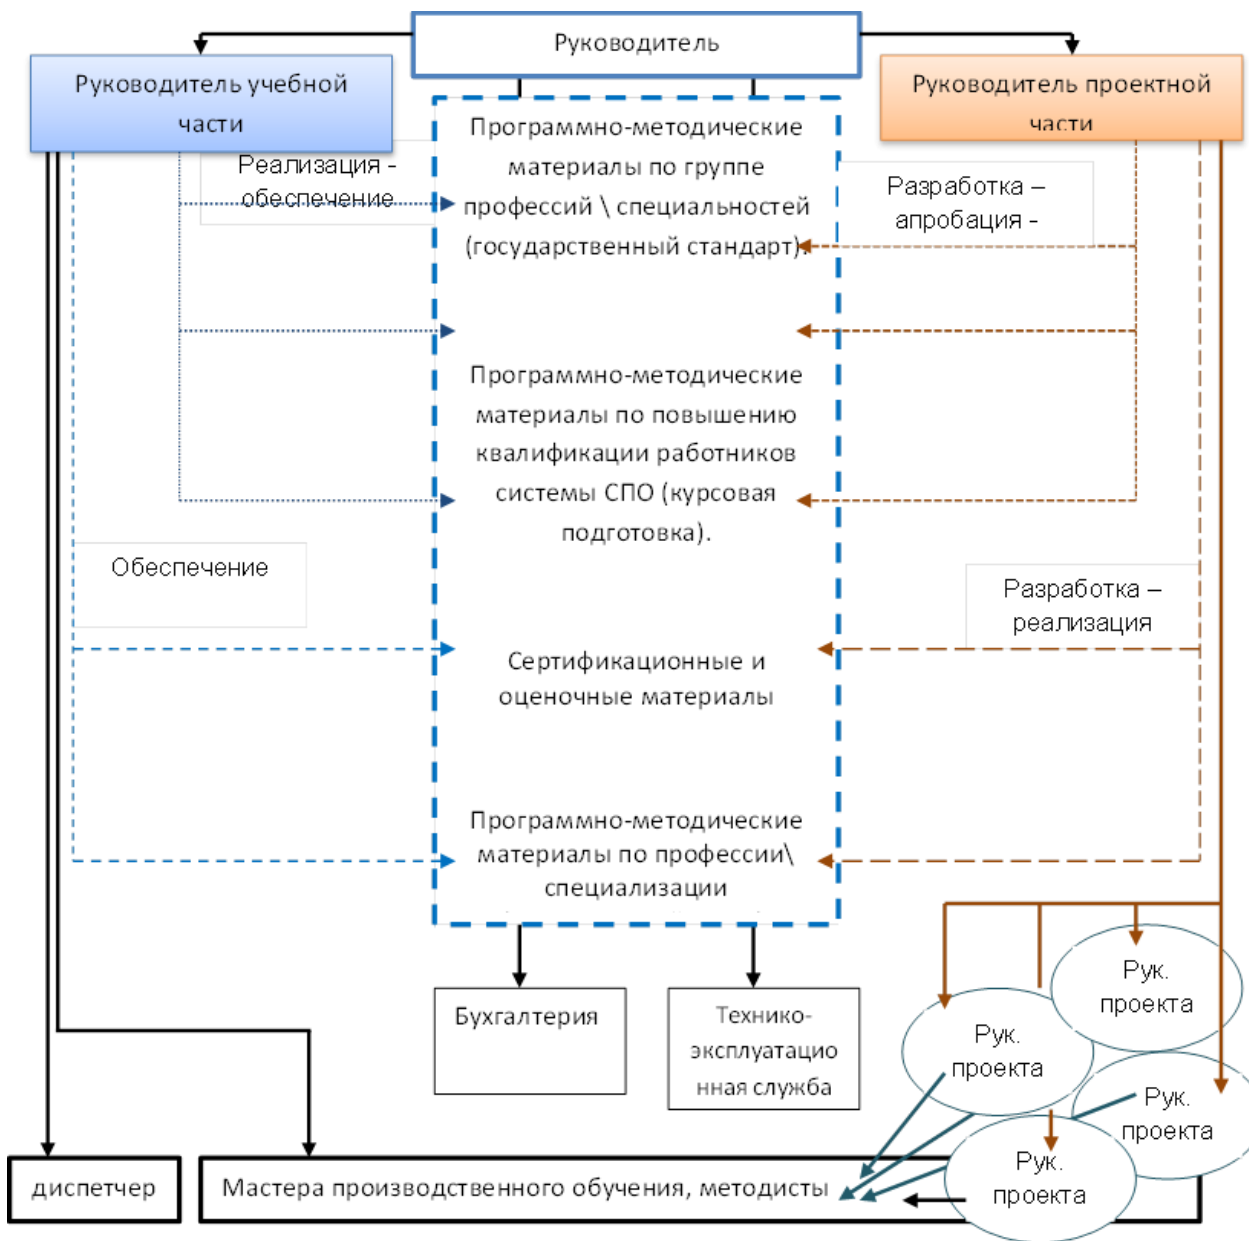 Руководитель
Руководитель учебной
части
Руководитель проектной
части
Реализация -
обеспечение
Программно-методические
материалы по группе
профессий \ специальностей
(государственный стандарт).
Разработка –
апробация -
Программно-методические
материалы по повышению
квалификации работников
системы СПО (курсовая
подготовка).
Обеспечение
Разработка –
реализация
Сертификационные и
оценочные материалы
Программно-методические
материалы по профессии\
специализации
Бухгалтерия
Технико-
эксплуатацио
нная служба
Рук.
проекта
Рук.
проекта
Рук.
проекта
Рук.
проекта
диспетчер
Мастера производственного обучения, методисты